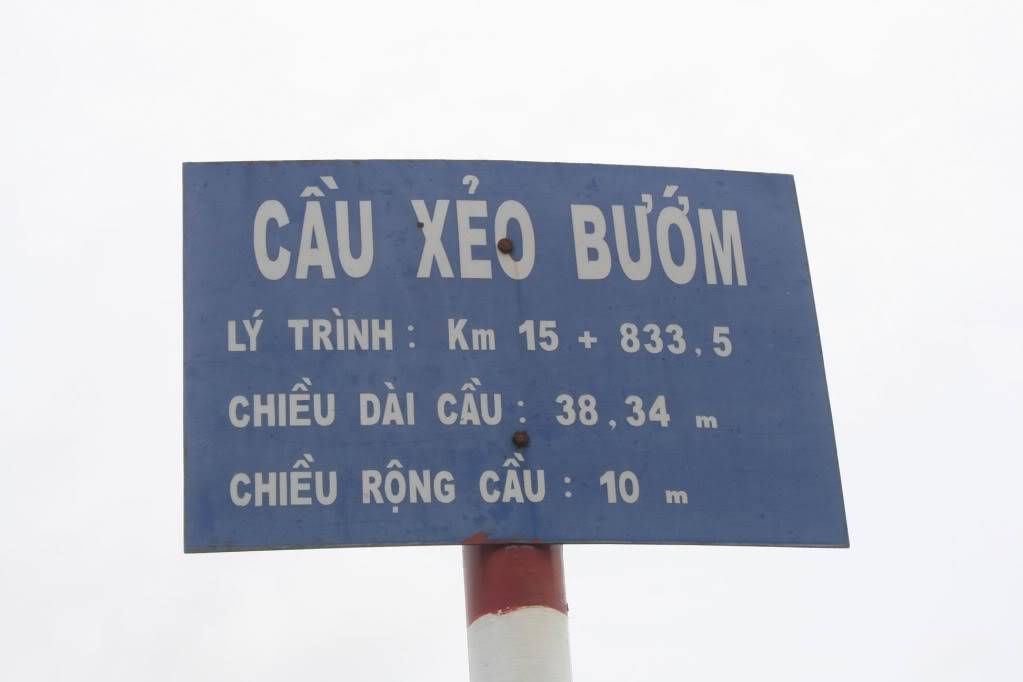 CẦU XẺO BƯỚM
LÝ TRÌNH : Km 15 + 833,5
CHIỀU DÀI CẦU : 38,34 m
CHIỀU RỘNG CẦU : 10 m